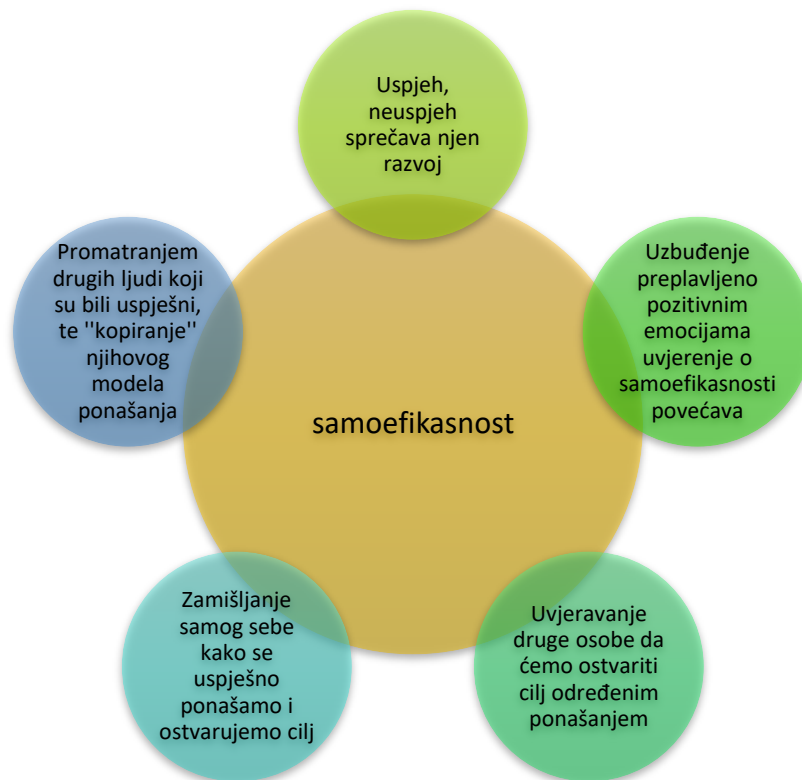 Uspjeh,
neuspjeh
sprečava njen
razvoj
Uzbuđenje
preplavljeno
pozitivnim
emocijama
uvjerenje o
samoefikasnosti
povećava
Uvjeravanje
druge osobe da
ćemo ostvariti
cilj određenim
ponašanjem
Zamišljanje
samog sebe
kako se
uspješno
ponašamo i
ostvarujemo cilj
Promatranjem
drugih ljudi koji
su bili uspješni,
te "kopiranje"
njihovog
modela
ponašanja
samoefikasnost